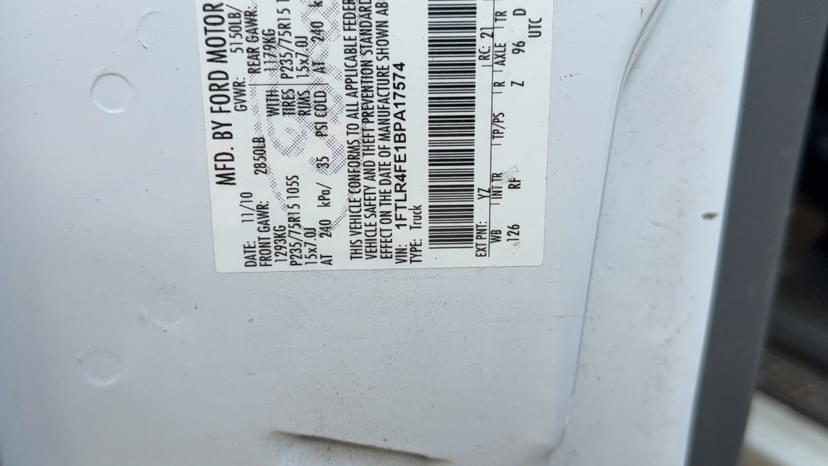 MFD. BY FORD MOTOR
DATE: 11/10 GVWR: 5150LB/
FRONT GAWR: 2850LB REAR GAWR:
1293KG WITH 1179KG
P235/75R15 105S TIRES P235/75R15 1
15x7.0J RIMS 15x7.0J
AT 240 kPa/ 35 PSI COLD AT 240 k
THIS VEHICLE CONFORMS TO ALL APPLICABLE FEDER
VEHICLE SAFETY AND THEFT PREVENTION STANDARD
EFFECT ON THE DATE OF MANUFACTURE SHOWN AB
VIN: 1FTLR4FE1BPA17574
TYPE: Truck
EXT PNT: YZ RC: 21
WB INT TR TP/PS R AXLE TR
126 RF Z 96 D
UTC